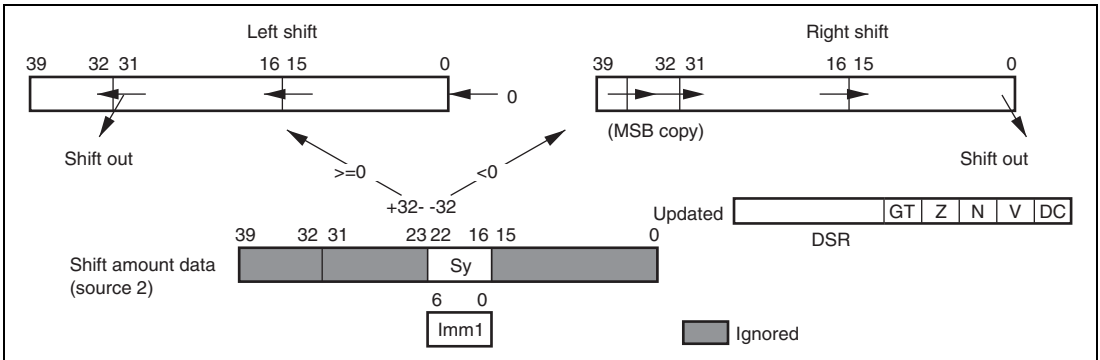 Left shift
Right shift
39 32 31 16 15 0
39 32 31 16 15 0
0
(MSB copy)
Shift out
Shift out
>=0
<0
+32- -32
Updated
GT Z N V DC
DSR
39 32 31 23 22 16 15 0
Shift amount data
(source 2)
Sy
6 0
Imm1
Ignored